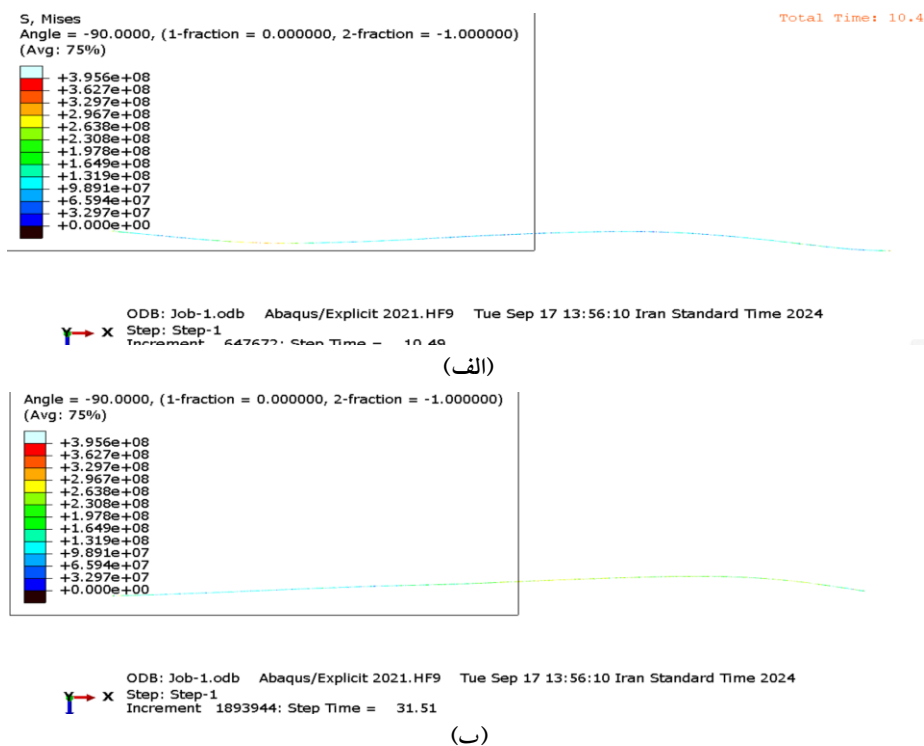 S, Mises
Total Time: 10.4
Angle = -90.0000, (1-fraction = 0.000000, 2-fraction = -1.000000)
(Avg: 75%)
+3.956e+08
+3.627e+08
+3.297e+08
+2.967e+08
+2.638e+08
+2.308e+08
+1.978e+08
+1.649e+08
+1.319e+08
+9.891e+07
+6.594e+07
+3.297e+07
+0.000e+00
ODB: Job-1.odb Abaqus/Explicit 2021.HF9 Tue Sep 17 13:56:10 Iran Standard Time 2024
Y X Step: Step-1
Increment 647672: Step Time = 10.49
(الف)
Angle = -90.0000, (1-fraction = 0.000000, 2-fraction = -1.000000)
(Avg: 75%)
+3.956e+08
+3.627e+08
+3.297e+08
+2.967e+08
+2.638e+08
+2.308e+08
+1.978e+08
+1.649e+08
+1.319e+08
+9.891e+07
+6.594e+07
+3.297e+07
+0.000e+00
ODB: Job-1.odb Abaqus/Explicit 2021.HF9 Tue Sep 17 13:56:10 Iran Standard Time 2024
Y X Step: Step-1
Increment 1893944: Step Time = 31.51
(ب)